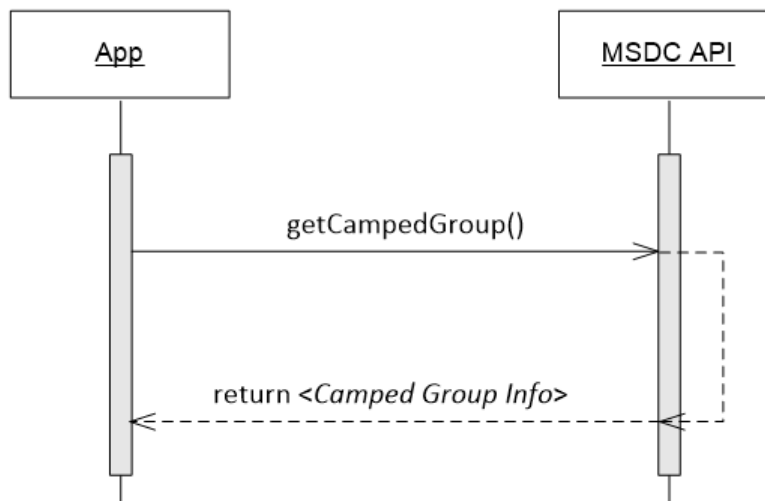 App
MSDC API
getCampedGroup()
return <Camped Group Info>